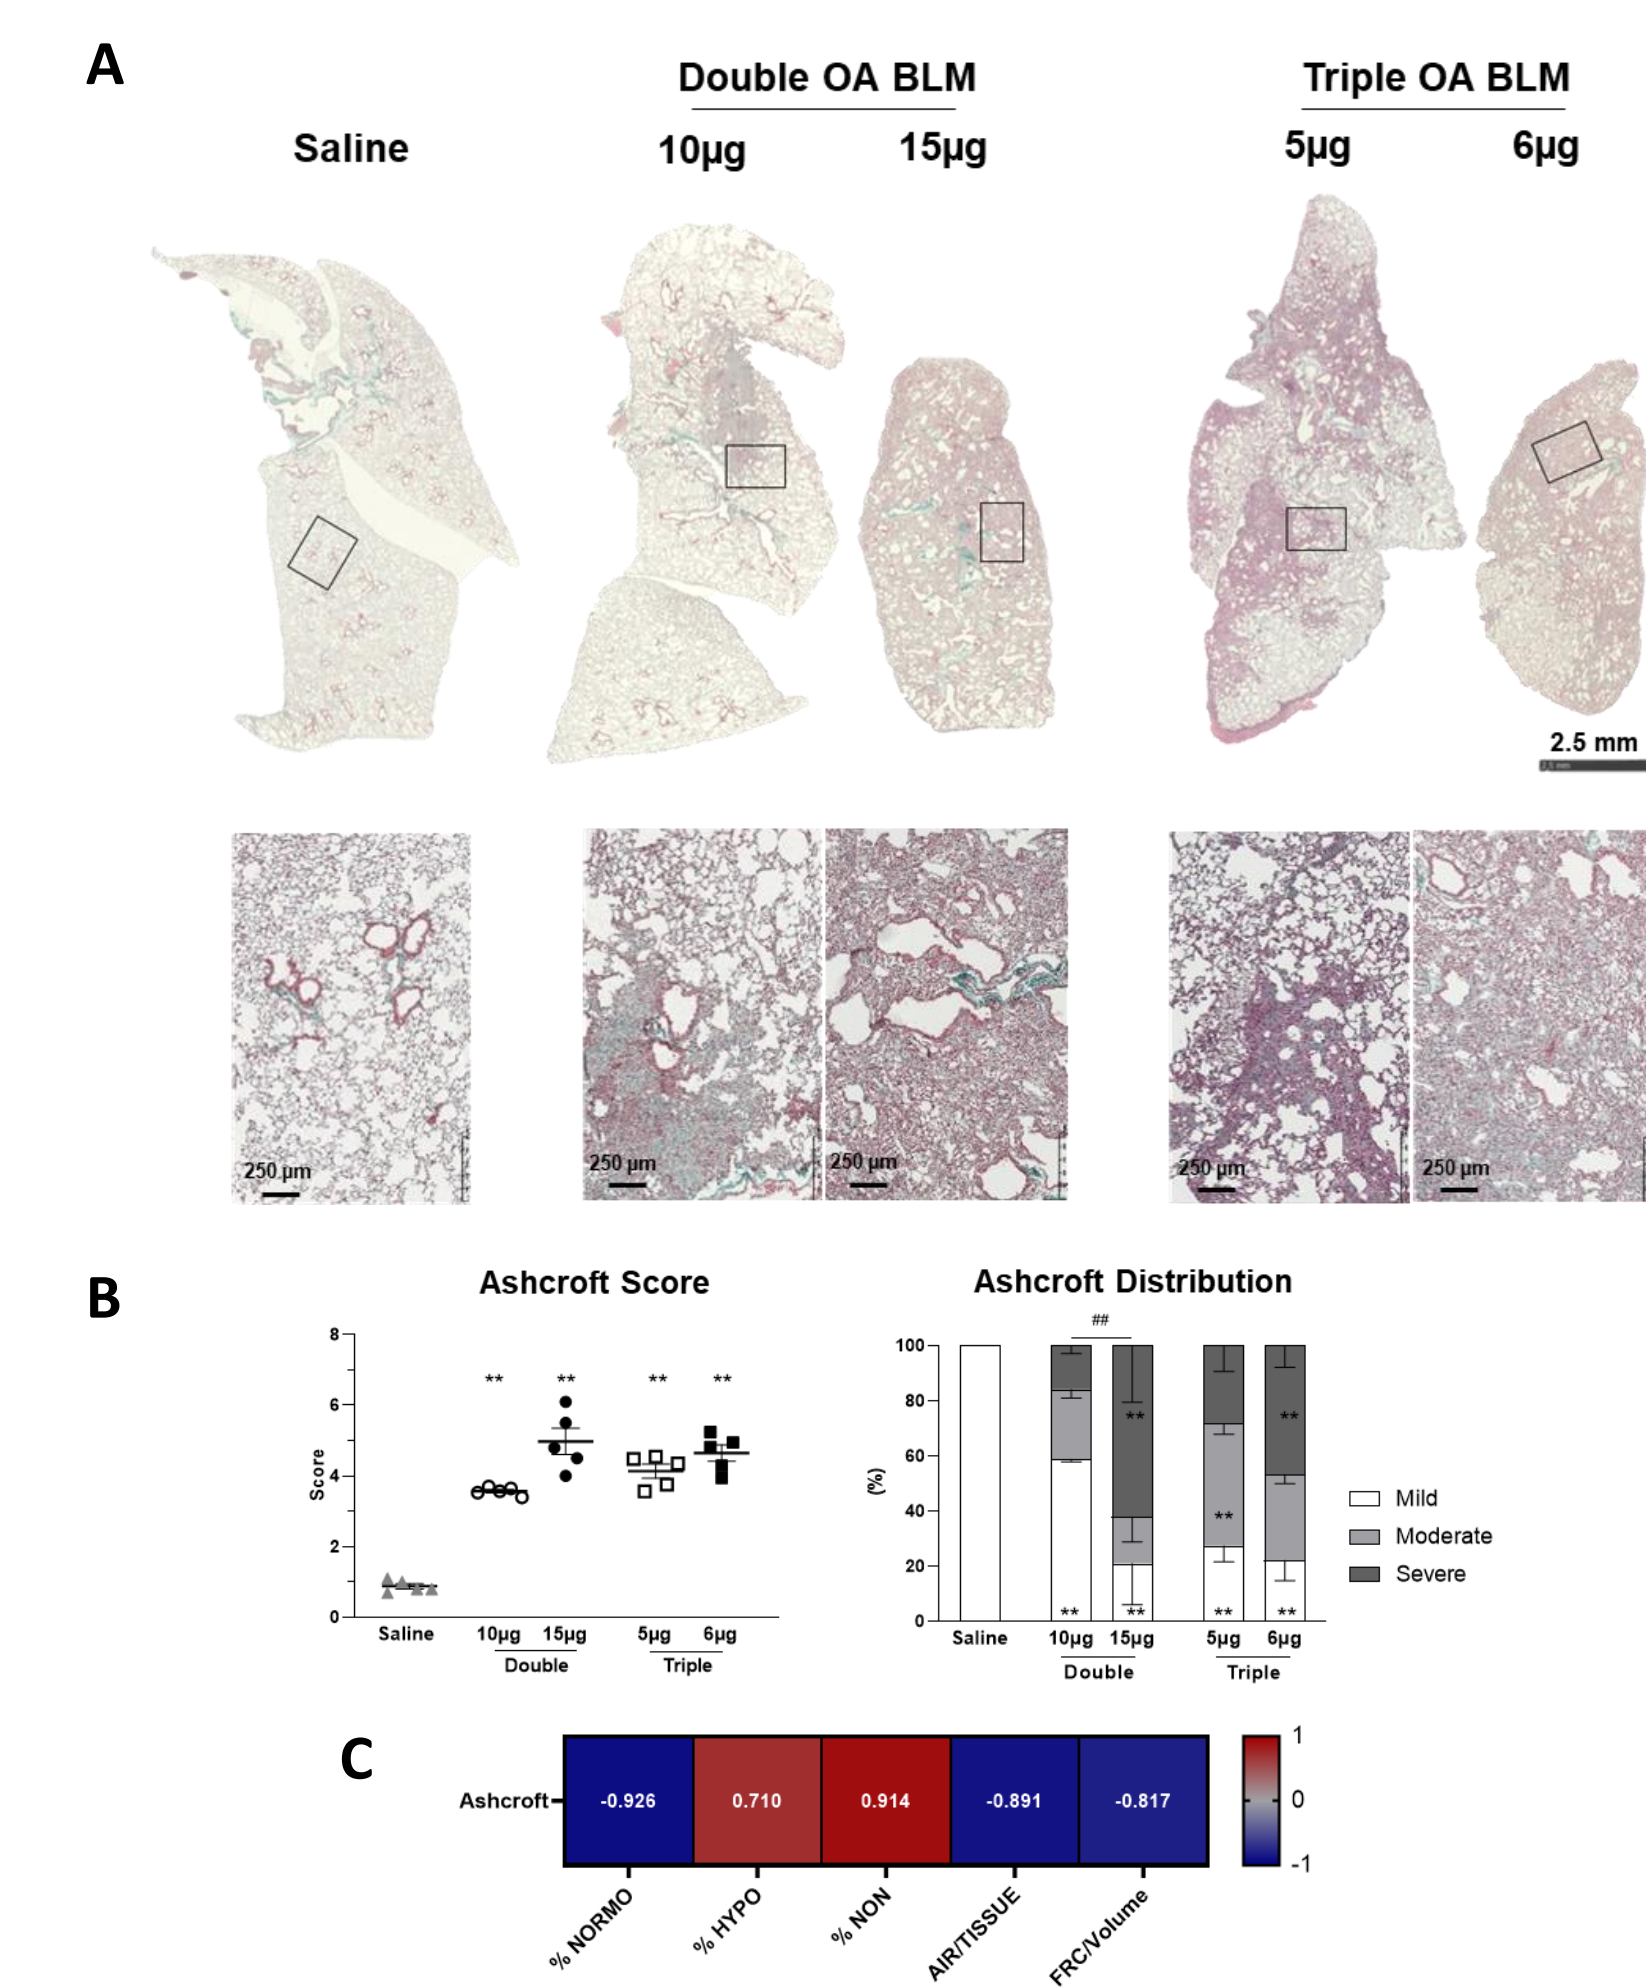 A
Double OA BLM
Triple OA BLM
Saline
10µg
15µg
5µg
6µg
2.5 mm
2.5 mm
250 µm
250 µm
250 µm
250 µm
250 µm
B
Ashcroft Score
Score
8
6
4
2
0
** ** ** **
Saline
10µg
15µg
5µg
6µg
Double
Triple
Ashcroft Distribution
##
(%)
100
80
60
40
20
0
** **
**
** ** ** **
Saline
10µg
15µg
5µg
6µg
Double
Triple
Mild
Moderate
Severe
C
Ashcroft
-0.926
0.710
0.914
-0.891
-0.817
1
0
-1
% NORMO
% HYPO
% NON
AIR/TISSUE
FRC/Volume